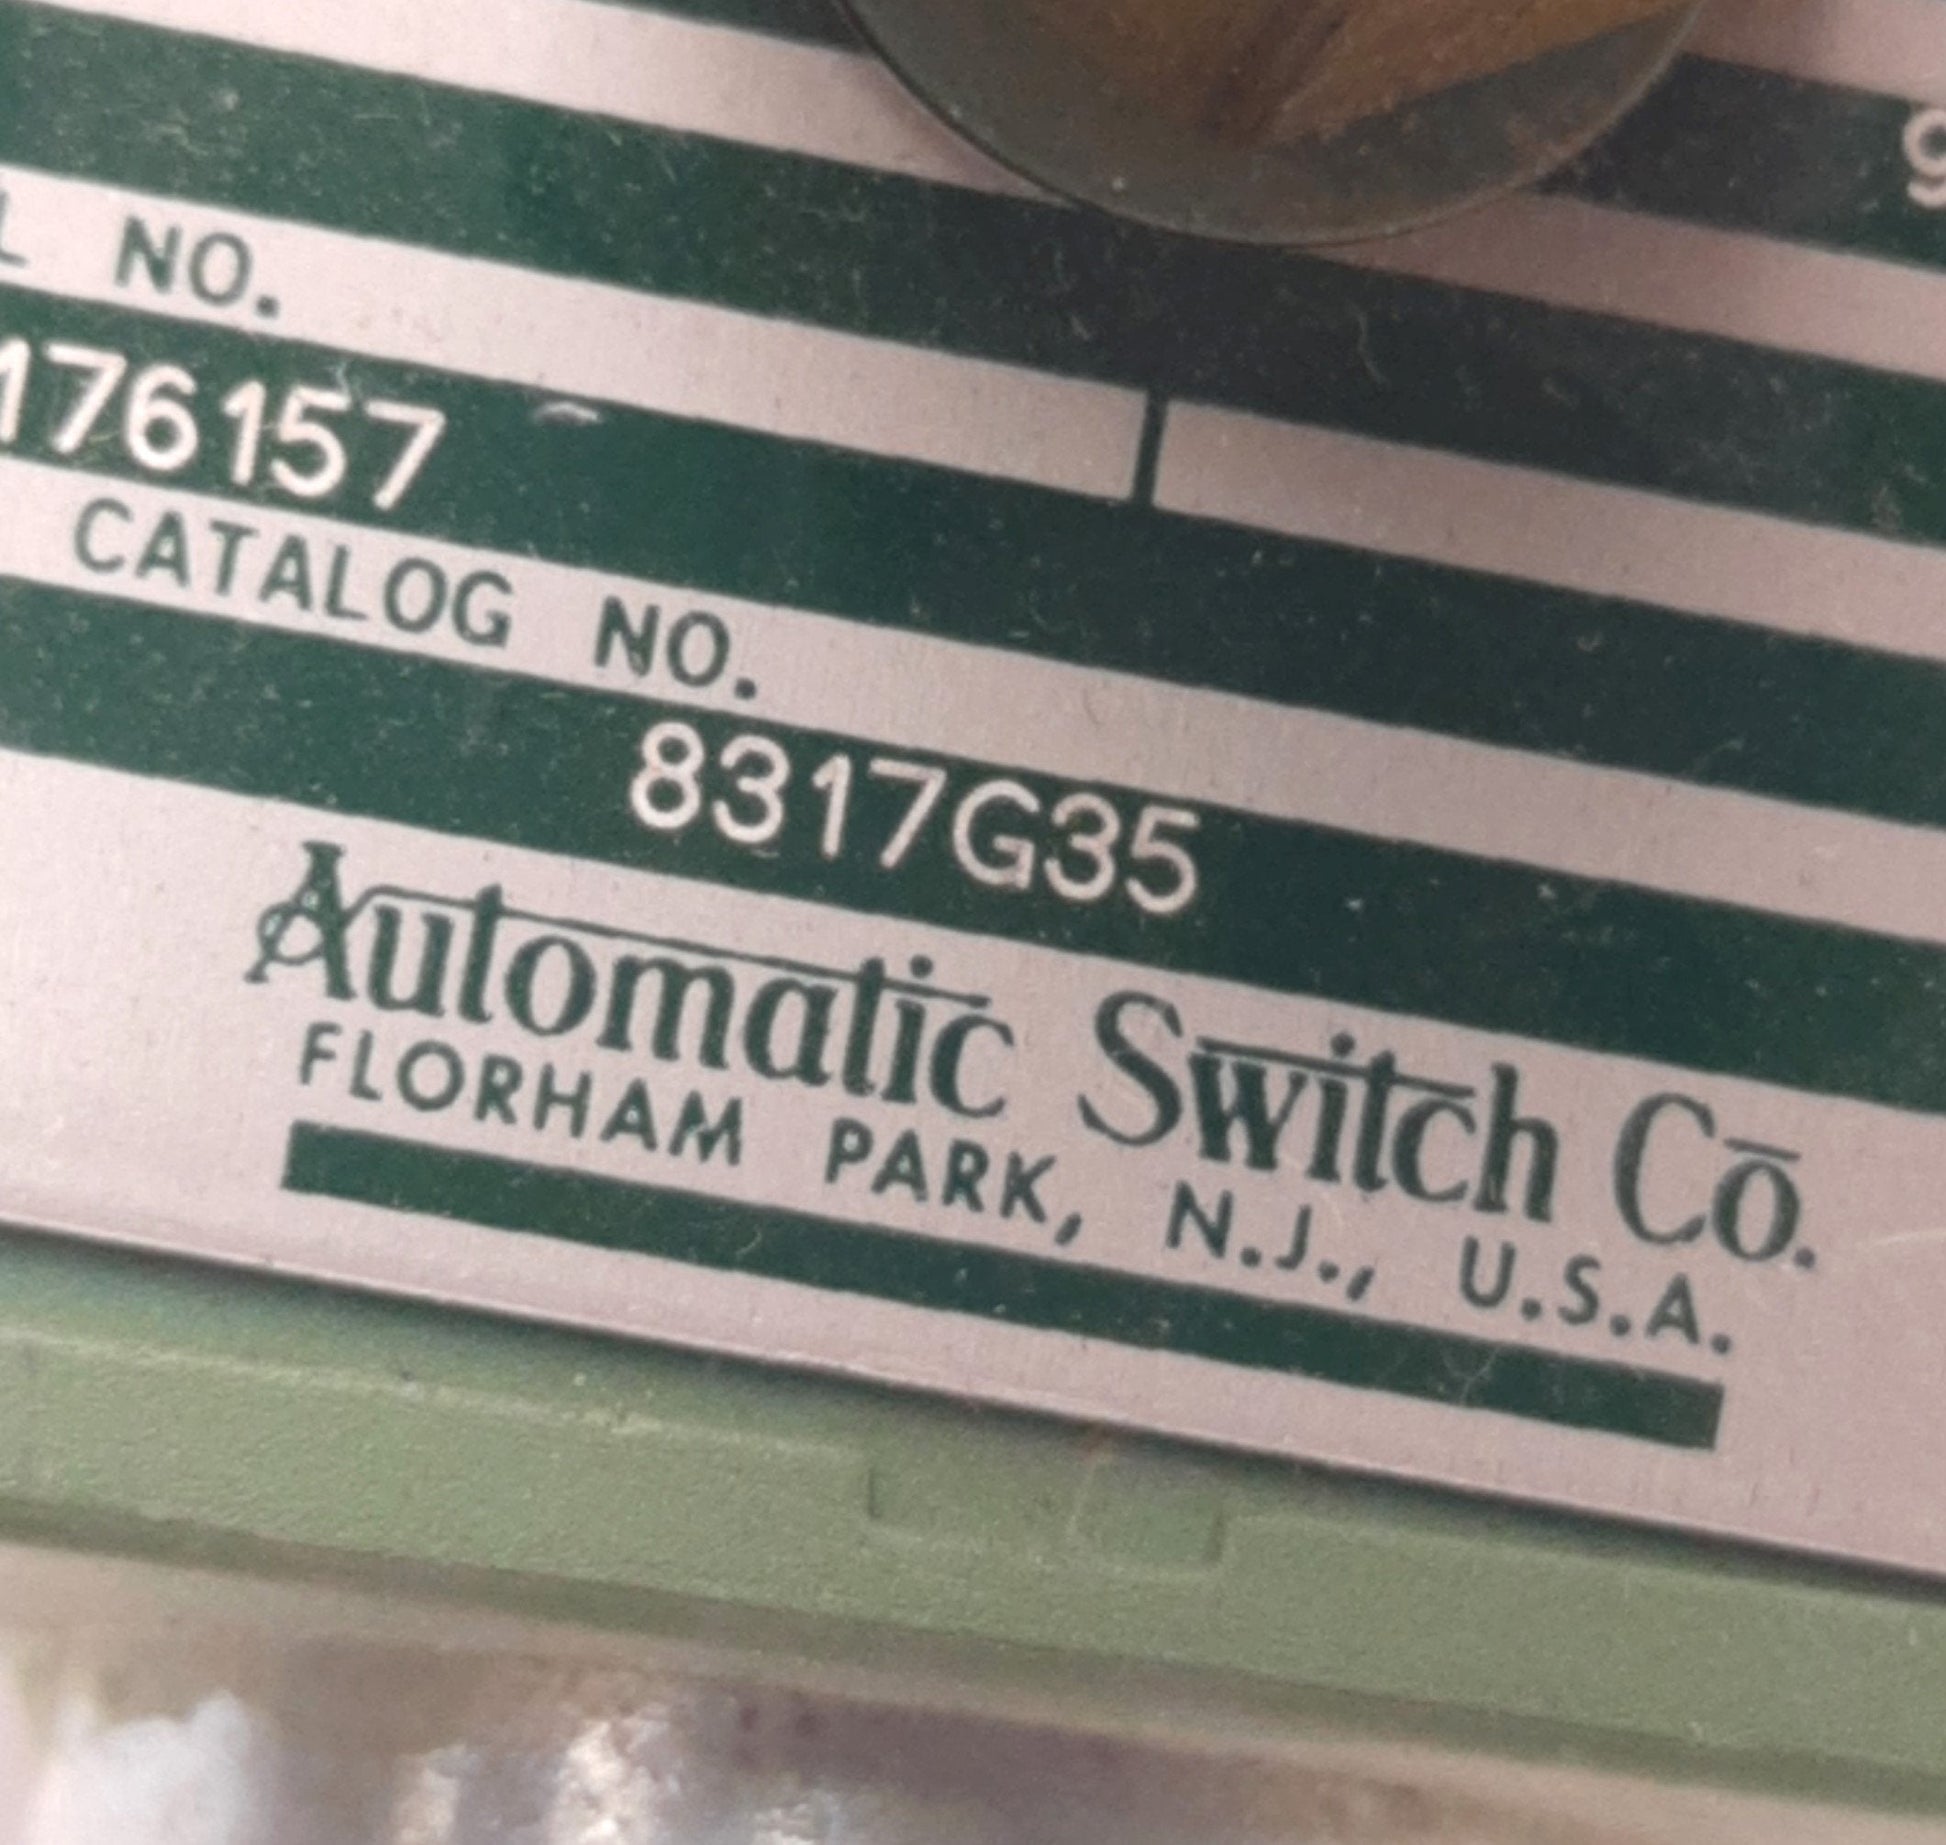 9
L NO.
176157
CATALOG NO.
8317G35
Automatic Switch Co.
FLORHAM PARK, N.J., U.S.A.